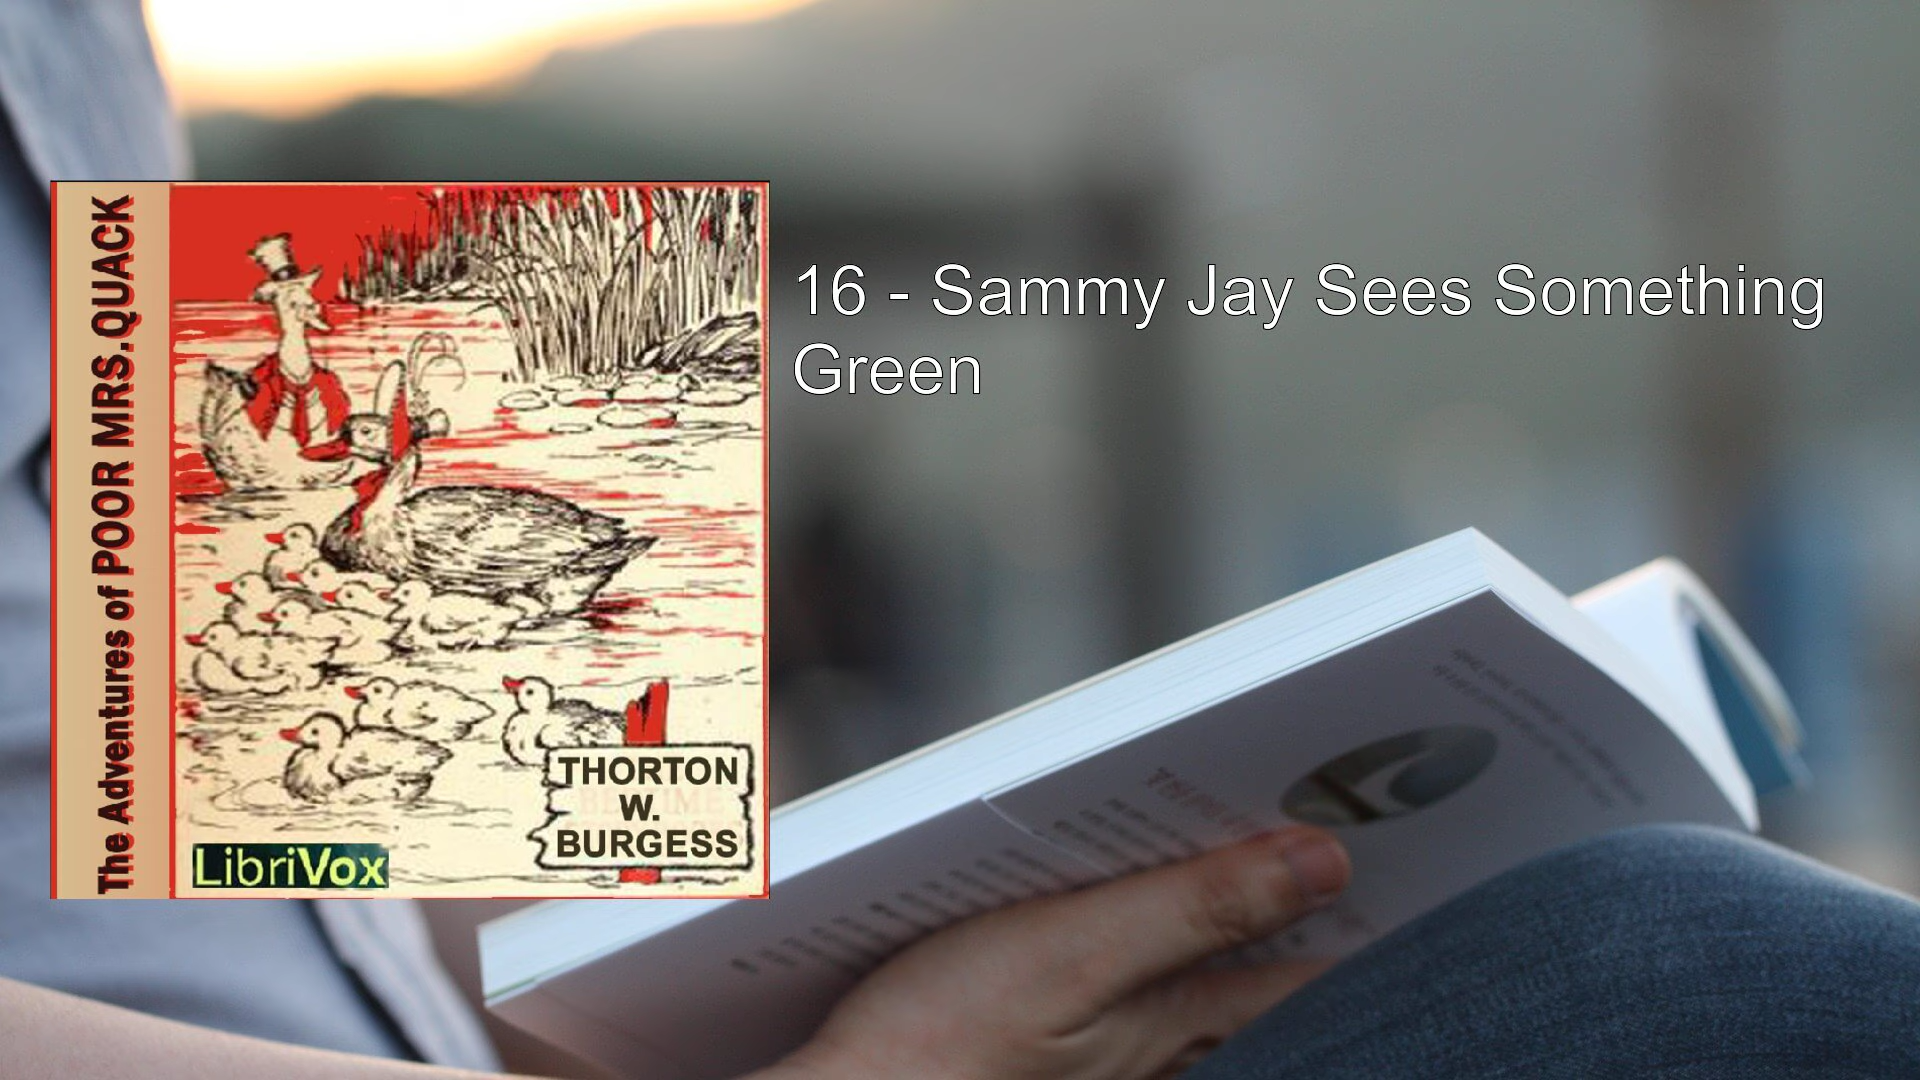 The Adventures of POOR MRS.QUACK
THORTON
W.
BURGESS
LibriVox
16 - Sammy Jay Sees Something
Green